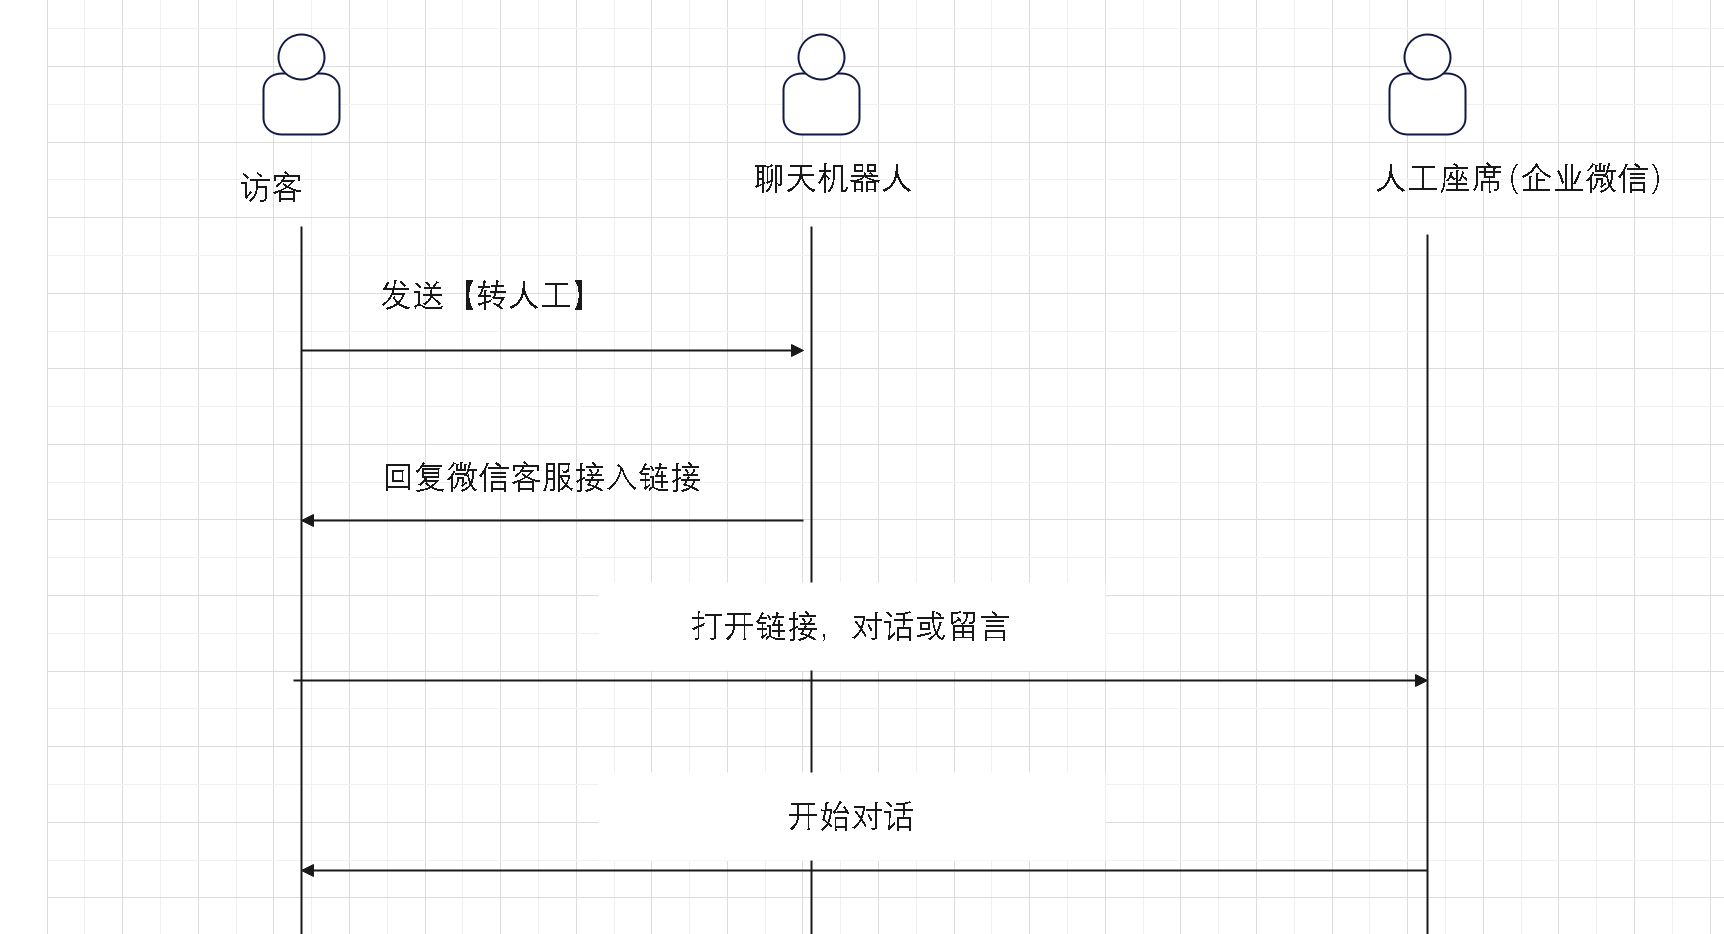 访客
聊天机器人
人工座席(企业微信)
发送【转人工】
回复微信客服接入链接
打开链接，对话或留言
开始对话